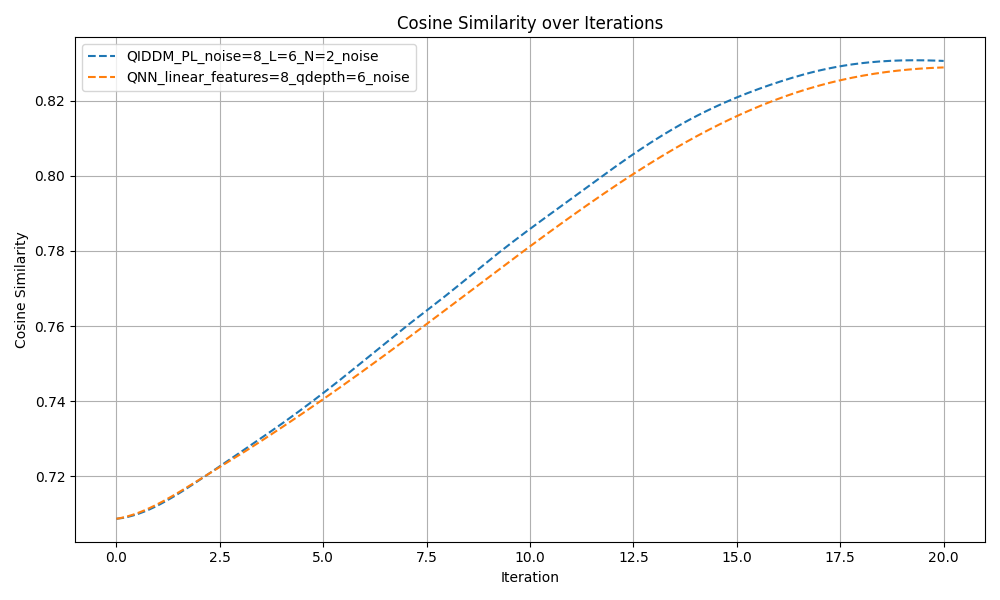 Cosine Similarity over Iterations
QIDDM_PL_noise=8_L=6_N=2_noise
QNN_linear_features=8_qdepth=6_noise
Cosine Similarity
0.82
0.80
0.78
0.76
0.74
0.72
0.0 2.5 5.0 7.5 10.0 12.5 15.0 17.5 20.0
Iteration